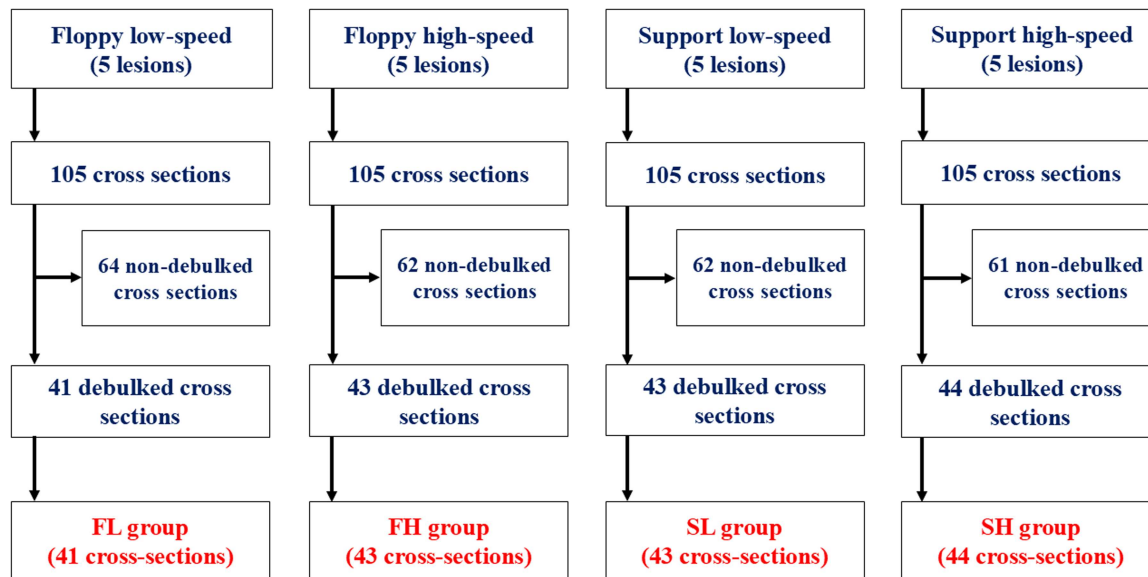 Floppy low-speed
(5 lesions)
Floppy high-speed
(5 lesions)
Support low-speed
(5 lesions)
Support high-speed
(5 lesions)
105 cross sections
105 cross sections
105 cross sections
105 cross sections
64 non-debulked
cross sections
62 non-debulked
cross sections
62 non-debulked
cross sections
61 non-debulked
cross sections
41 debulked cross
sections
43 debulked cross
sections
43 debulked cross
sections
44 debulked cross
sections
FL group
(41 cross-sections)
FH group
(43 cross-sections)
SL group
(43 cross-sections)
SH group
(44 cross-sections)